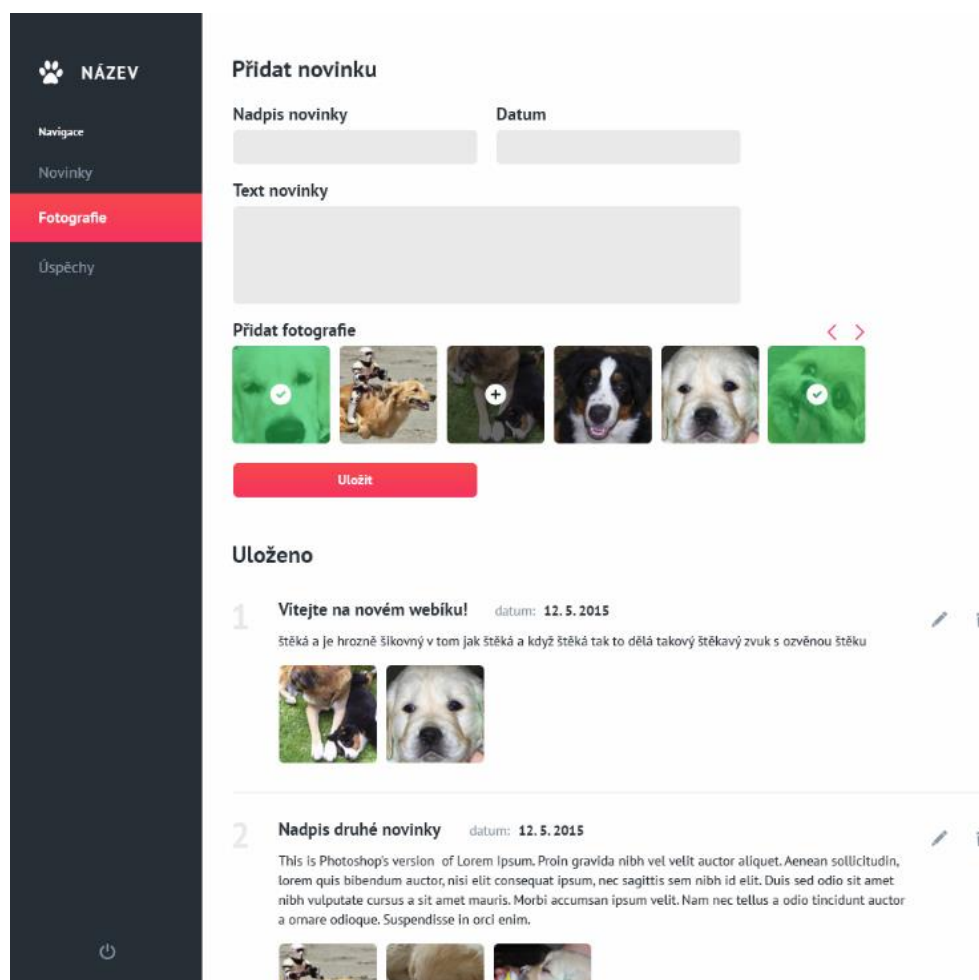 NÁZEV
Navigace
Novinky
Fotografie
Úspěchy
Přidat novinku
Nadpis novinky
Datum
Text novinky
Přidat fotografie
Uložit
Uloženo
1
Vítejte na novém webíku! datum: 12. 5. 2015
štěká a je hrozně šikovný v tom jak štěká a když štěká tak to dělá takový štěkavý zvuk s ozvěnou štěku
2
Nadpis druhé novinky datum: 12. 5. 2015
This is Photoshop's version of Lorem Ipsum. Proin gravida nibh vel velit auctor aliquet. Aenean sollicitudin,
lorem quis bibendum auctor, nisi elit consequat ipsum, nec sagittis sem nibh id elit. Duis sed odio sit amet
nibh vulputate cursus a sit amet mauris. Morbi accumsan ipsum velit. Nam nec tellus a odio tincidunt auctor
a ornare odioque. Suspendisse in orci enim.